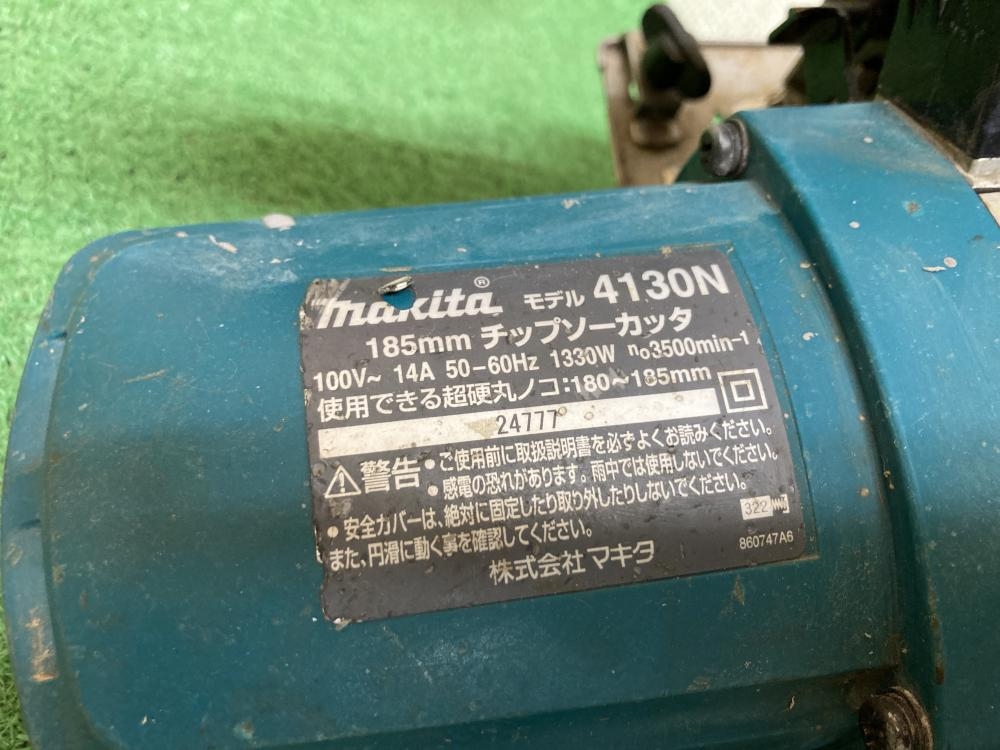 makita® モデル 4130N
185mm チップソーカッタ
100V~ 14A 50-60Hz 1330W n₀3500min⁻¹
使用できる超硬丸ノコ:180~185mm
24777
⚠警告 ●ご使用前に取扱説明書を必ずよくお読みください。
●感電の恐れがあります。雨中では使用しないでください。
●安全カバーは、絶対に固定したり取り外したりしないでください。
また、円滑に動く事を確認してください。
322
860747A6
株式会社 マキタ